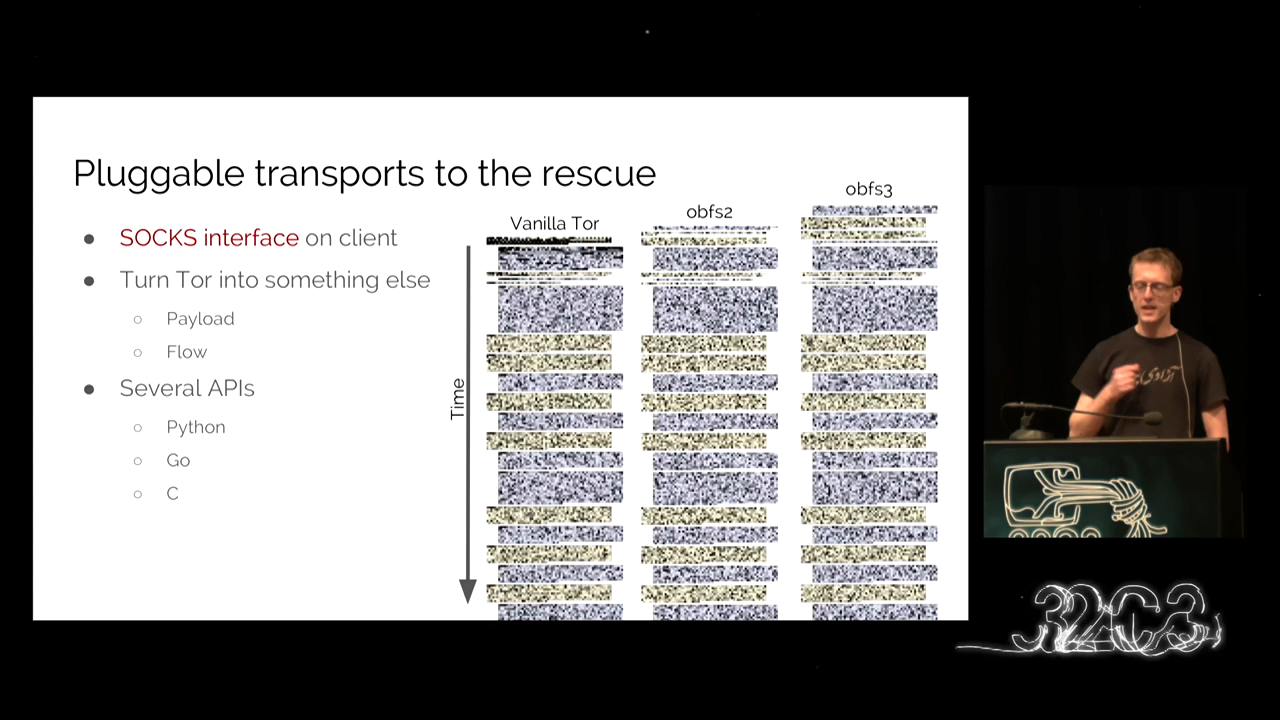 Pluggable transports to the rescue
● SOCKS interface on client
● Turn Tor into something else
○ Payload
○ Flow
● Several APIs
○ Python
○ Go
○ C
Time
Vanilla Tor
obfs2
obfs3
32C3